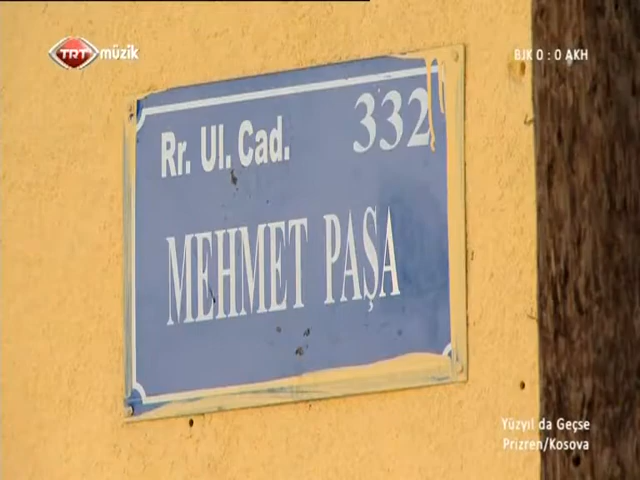 TRT müzik
BJK 0 : 0 AKH
Rr. Ul. Cad. 332
MEHMET PAŞA
Yüzyıl da Geçse
Prizren/Kosova